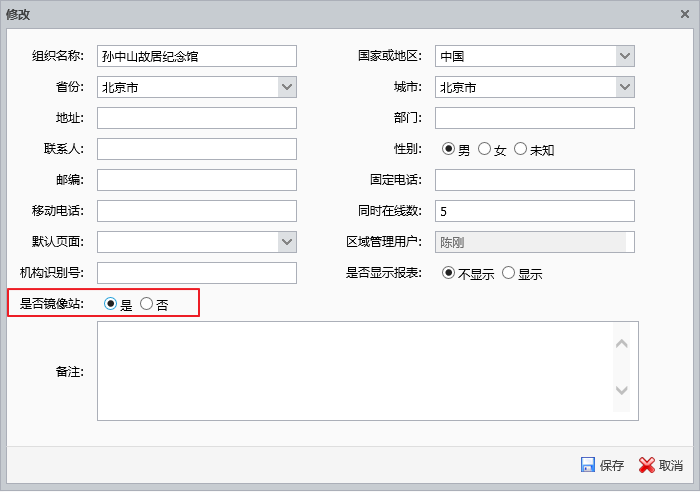 修改
组织名称: 孙中山故居纪念馆 国家或地区: 中国
省份: 北京市 城市: 北京市
地址: 部门:
联系人: 性别: 男 女 未知
邮编: 固定电话:
移动电话: 同时在线数: 5
默认页面: 区域管理用户: 陈刚
机构识别号: 是否显示报表: 不显示 显示
是否镜像站: 是 否
备注:
保存 取消